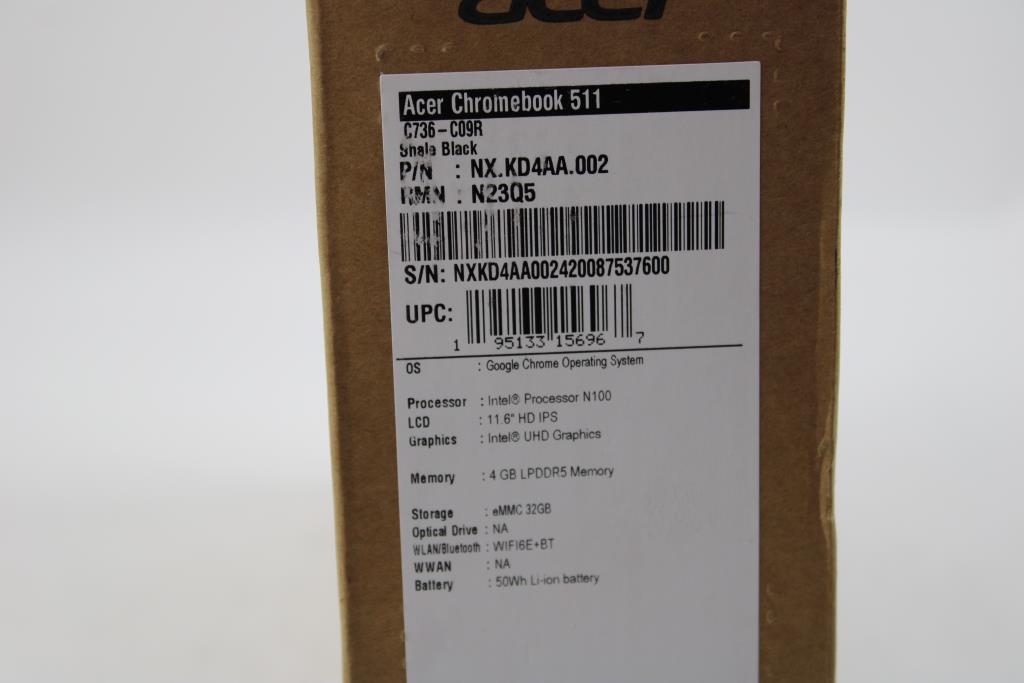 acer
Acer Chromebook 511
C736-C09R
Shale Black
P/N : NX.KD4AA.002
RMN : N23Q5
S/N: NXKD4AA002420087537600
UPC:
1 95133 15696 7
OS : Google Chrome Operating System
Processor : Intel® Processor N100
LCD : 11.6" HD IPS
Graphics : Intel® UHD Graphics
Memory : 4 GB LPDDR5 Memory
Storage : eMMC 32GB
Optical Drive : NA
WLAN/Bluetooth : WIFI6E+BT
WWAN : NA
Battery : 50Wh Li-ion battery